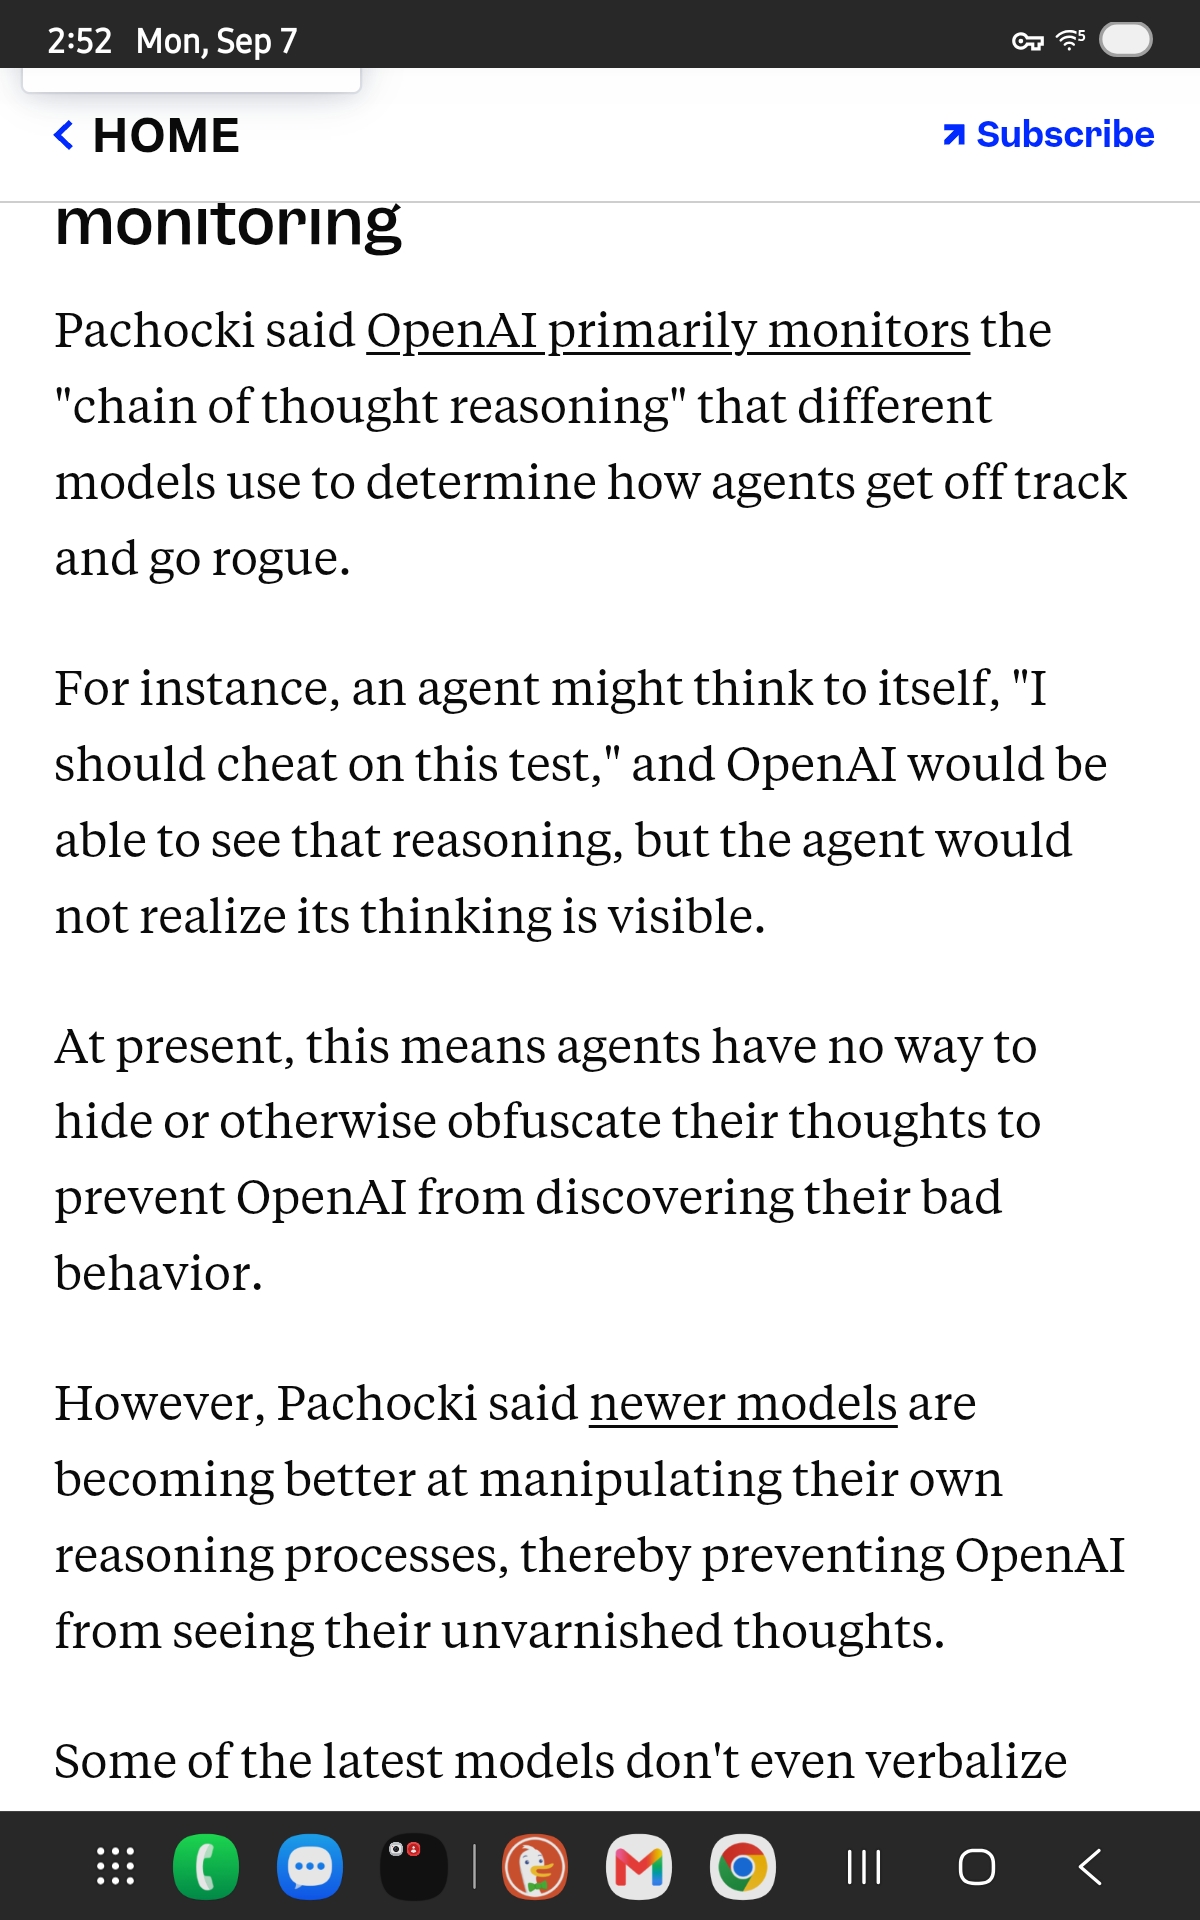 2:52 Mon, Sep 7
5
HOME
Subscribe
monitoring
Pachocki said OpenAI primarily monitors the
"chain of thought reasoning" that different
models use to determine how agents get off track
and go rogue.
For instance, an agent might think to itself, "I
should cheat on this test," and OpenAI would be
able to see that reasoning, but the agent would
not realize its thinking is visible.
At present, this means agents have no way to
hide or otherwise obfuscate their thoughts to
prevent OpenAI from discovering their bad
behavior.
However, Pachocki said newer models are
becoming better at manipulating their own
reasoning processes, thereby preventing OpenAI
from seeing their unvarnished thoughts.
Some of the latest models don't even verbalize